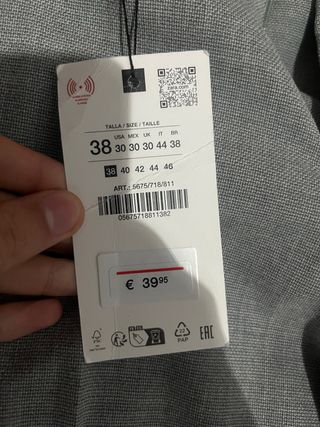 zara.com
TALLA / SIZE / TAILLE
USA MEX UK IT BR
38 30 30 30 44 38
38 40 42 44 46
ART.: 5675/718/811
05675718811382
€ 39,95
22
PAP
EAC